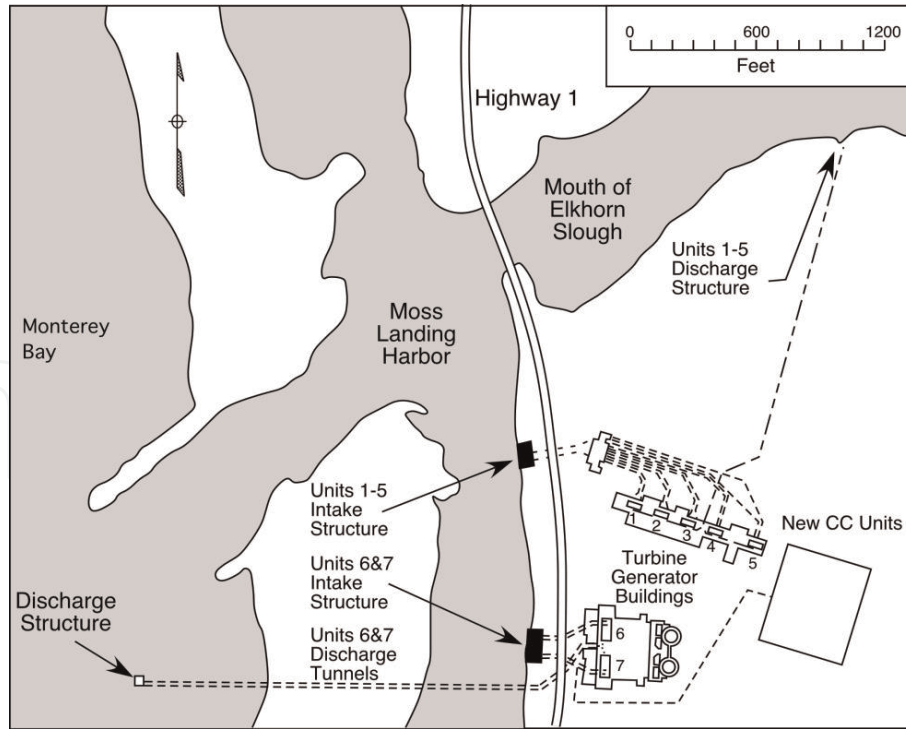 0 600 1200
Feet
Highway 1
Mouth of
Elkhorn
Slough
Units 1-5
Discharge
Structure
Monterey
Bay
Moss
Landing
Harbor
Units 1-5
Intake
Structure
1
2
3
4
5
New CC Units
Turbine
Generator
Buildings
Units 6&7
Intake
Structure
6
7
Discharge
Structure
Units 6&7
Discharge
Tunnels